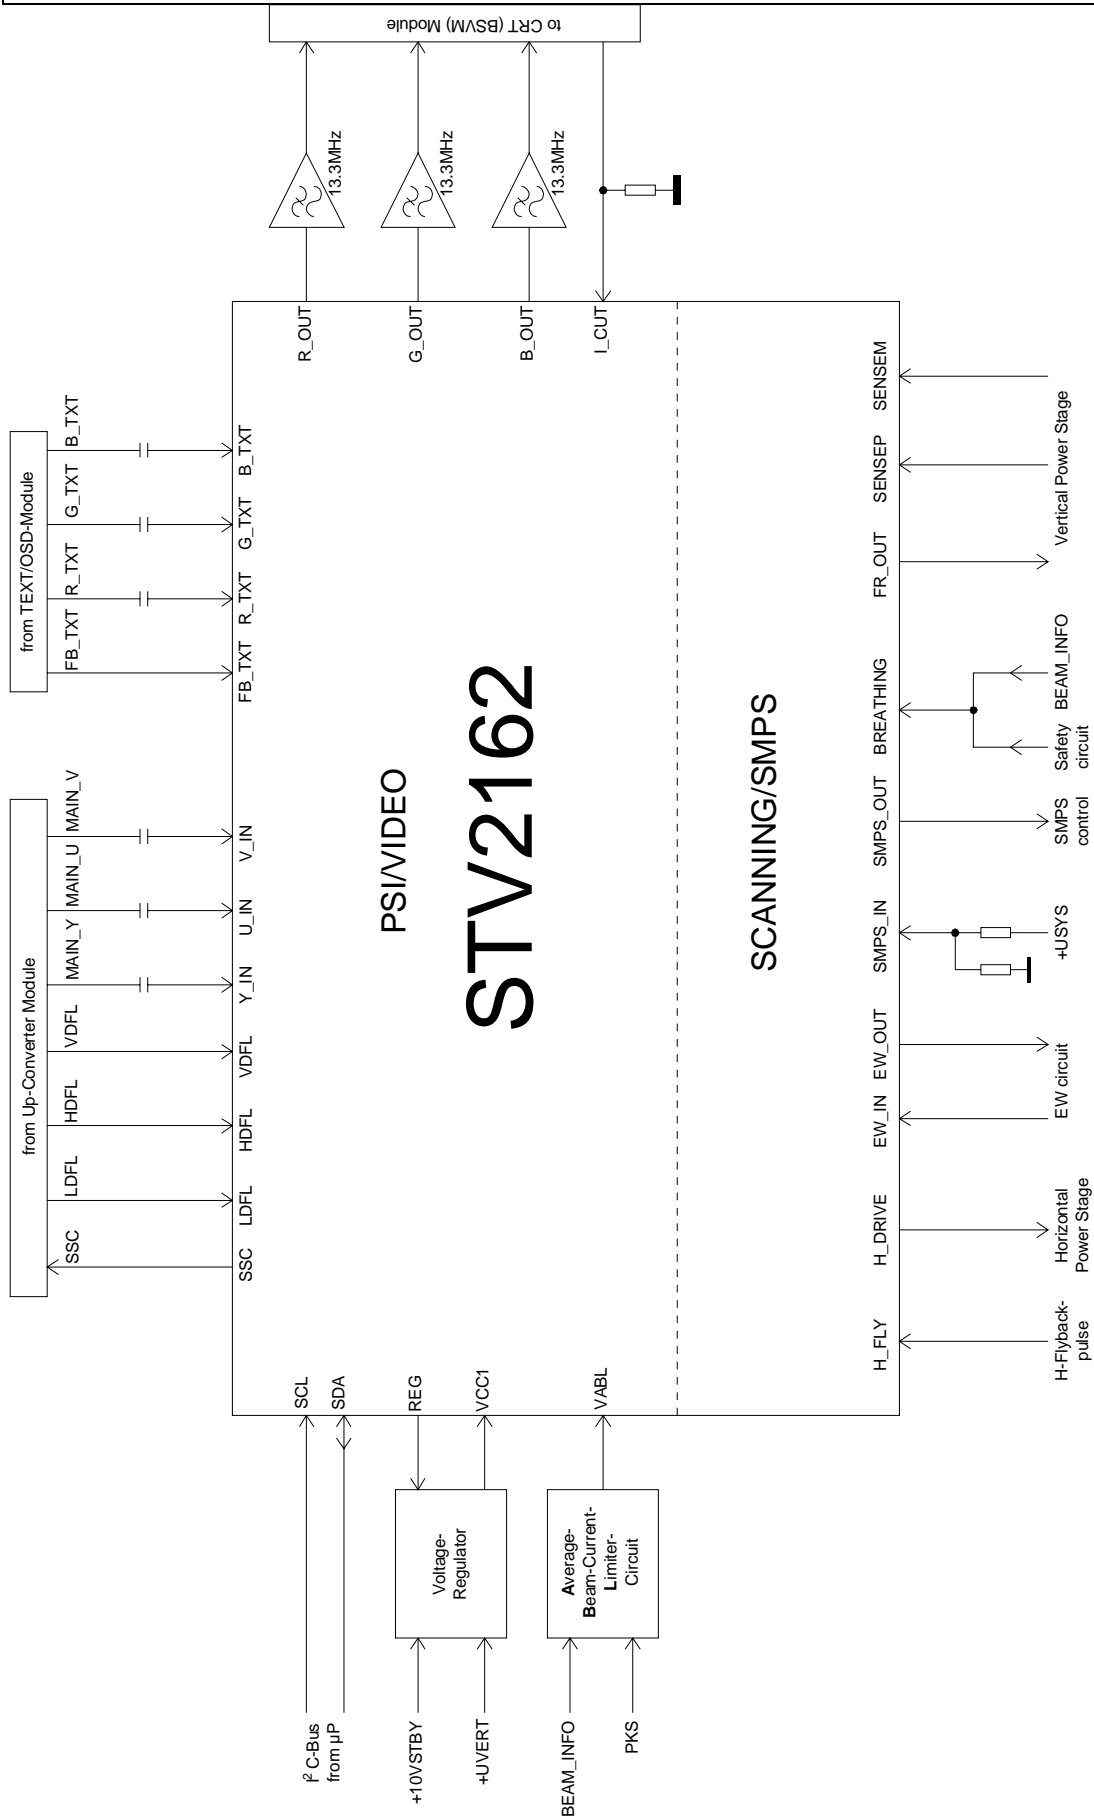 to CRT (BSVM) Module
13.3MHz
13.3MHz
13.3MHz
R_OUT
G_OUT
B_OUT
I_CUT
from TEXT/OSD-Module
FB_TXT
R_TXT
G_TXT
B_TXT
FB_TXT
R_TXT
G_TXT
B_TXT
from Up-Converter Module
SSC
LDFL
HDFL
VDFL
MAIN_Y
MAIN_U
MAIN_V
SSC
LDFL
HDFL
VDFL
Y_IN
U_IN
V_IN
PSI/VIDEO
STV2162
SCANNING/SMPS
SCL
SDA
REG
VCC1
VABL
I² C-Bus
from µP
+10VSTBY
+UVERT
Voltage-
Regulator
BEAM_INFO
PKS
Average-
Beam-Current-
Limiter-
Circuit
H_FLY
H_DRIVE
EW_IN
EW_OUT
SMPS_IN
SMPS_OUT
BREATHING
FR_OUT
SENSEP
SENSEM
H-Flyback-
pulse
Horizontal
Power Stage
EW circuit
+USYS
SMPS
control
Safety
circuit
BEAM_INFO
Vertical Power Stage